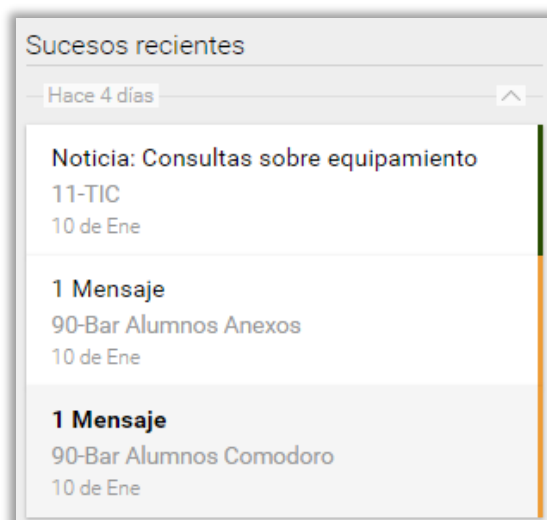 Sucesos recientes
Hace 4 días
Noticia: Consultas sobre equipamiento
11-TIC
10 de Ene
1 Mensaje
90-Bar Alumnos Anexos
10 de Ene
1 Mensaje
90-Bar Alumnos Comodoro
10 de Ene